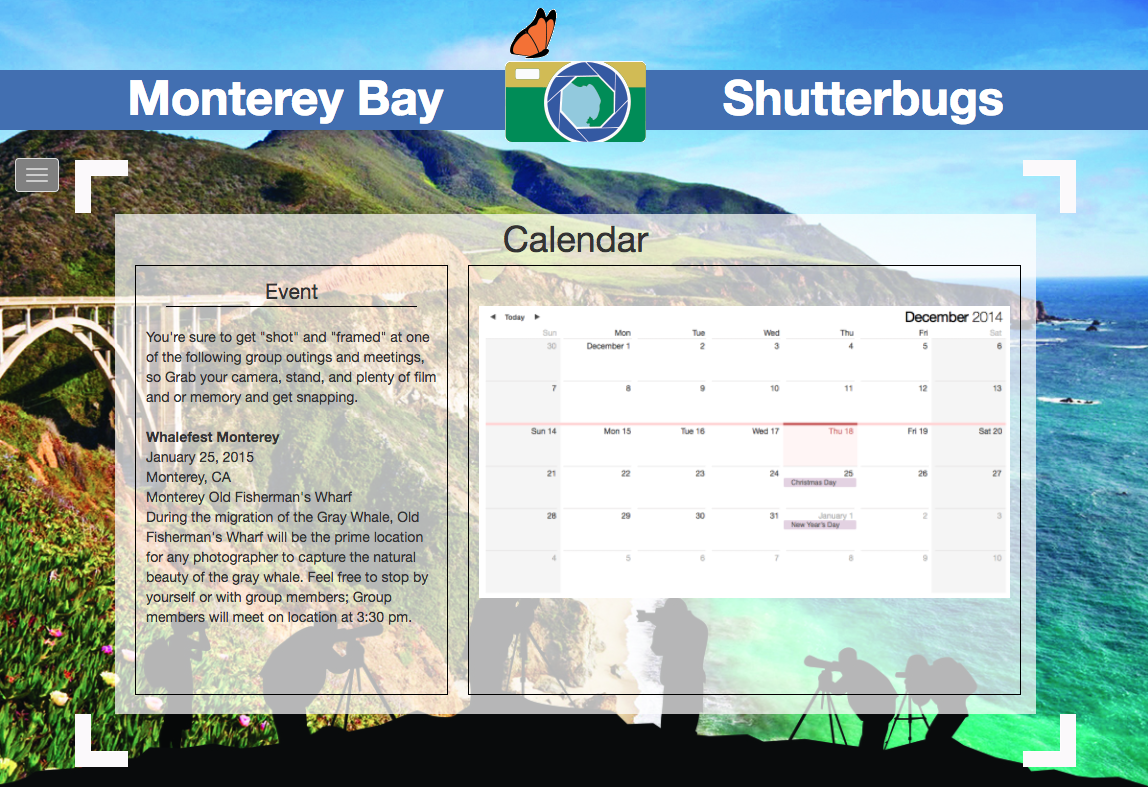 Monterey Bay Shutterbugs
Calendar
Event
You're sure to get "shot" and "framed" at one
of the following group outings and meetings,
so Grab your camera, stand, and plenty of film
and or memory and get snapping.
Whalefest Monterey
January 25, 2015
Monterey, CA
Monterey Old Fisherman's Wharf
During the migration of the Gray Whale, Old
Fisherman's Wharf will be the prime location
for any photographer to capture the natural
beauty of the gray whale. Feel free to stop by
yourself or with group members; Group
members will meet on location at 3:30 pm.
Today December 2014
Sun Mon Tue Wed Thu Fri Sat
30 December 1 2 3 4 5 6
7 8 9 10 11 12 13
Sun 14 Mon 15 Tue 16 Wed 17 Thu 18 Fri 19 Sat 20
21 22 23 24 25 26 27
Christmas Day
28 29 30 31 January 1 2 3
New Year's Day
4 5 6 7 8 9 10